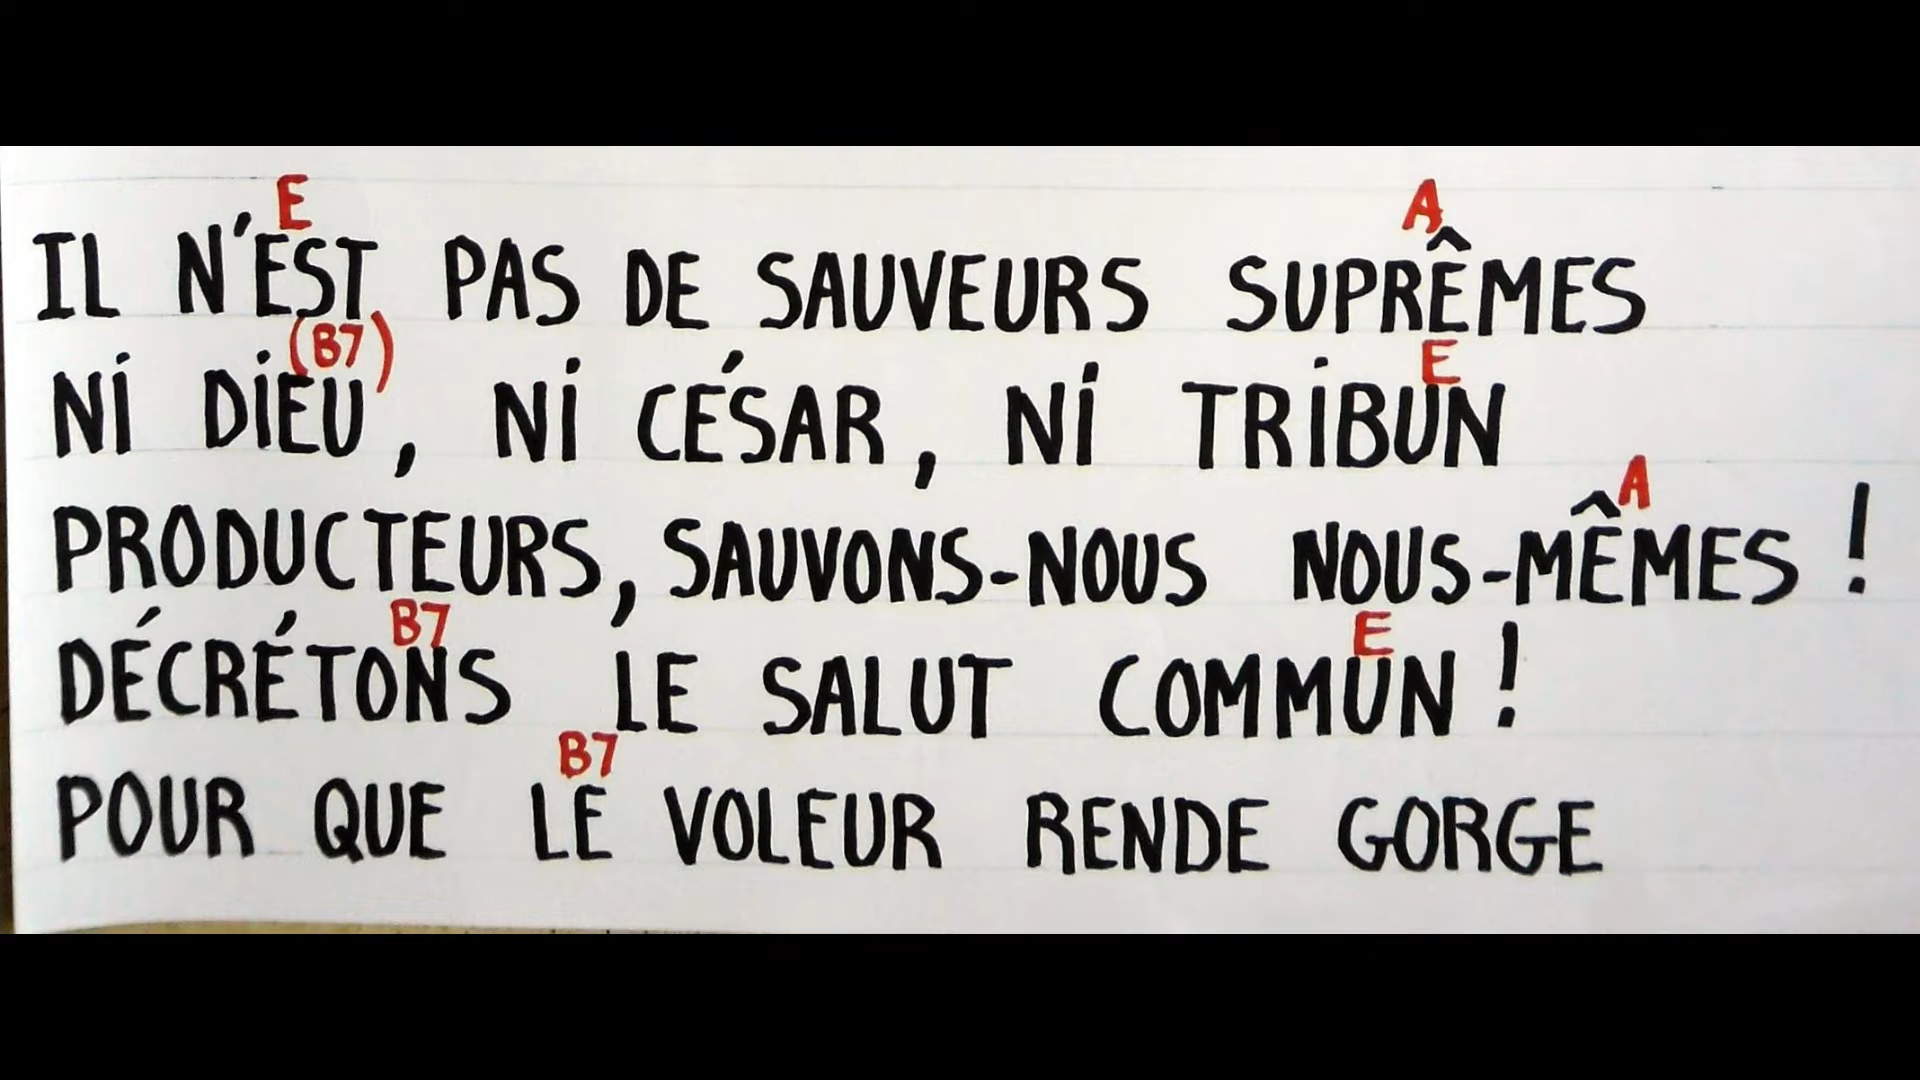 E A
IL N'EST PAS DE SAUVEURS SUPRÊMES
(B7) E
Ni DiEU, Ni CÉSAR, Ni TRiBUN
A
PRODUCTEURS, SAUVONS-NOUS NOUS-MÊMES !
B7 E
DÉCRÉTONS LE SALUT COMMUN !
B7
POUR QUE LE VOLEUR RENDE GORGE